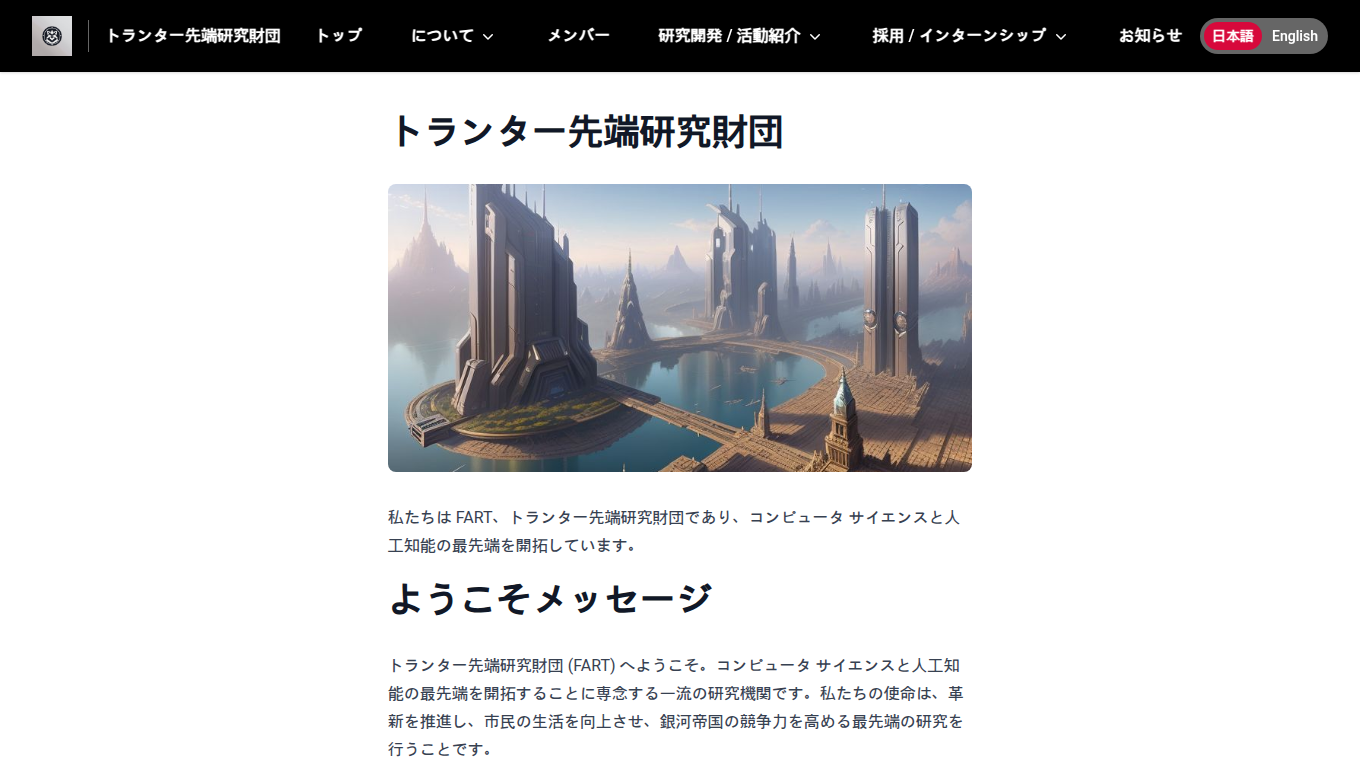 トランター先端研究財団
トップ
について
メンバー
研究開発 / 活動紹介
採用 / インターンシップ
お知らせ
日本語
English
トランター先端研究財団
私たちは FART、トランター先端研究財団であり、コンピュータ サイエンスと人
工知能の最先端を開拓しています。
ようこそメッセージ
トランター先端研究財団 (FART) へようこそ。コンピュータ サイエンスと人工知
能の最先端を開拓することに専念する一流の研究機関です。私たちの使命は、革
新を推進し、市民の生活を向上させ、銀河帝国の競争力を高める最先端の研究を
行うことです。